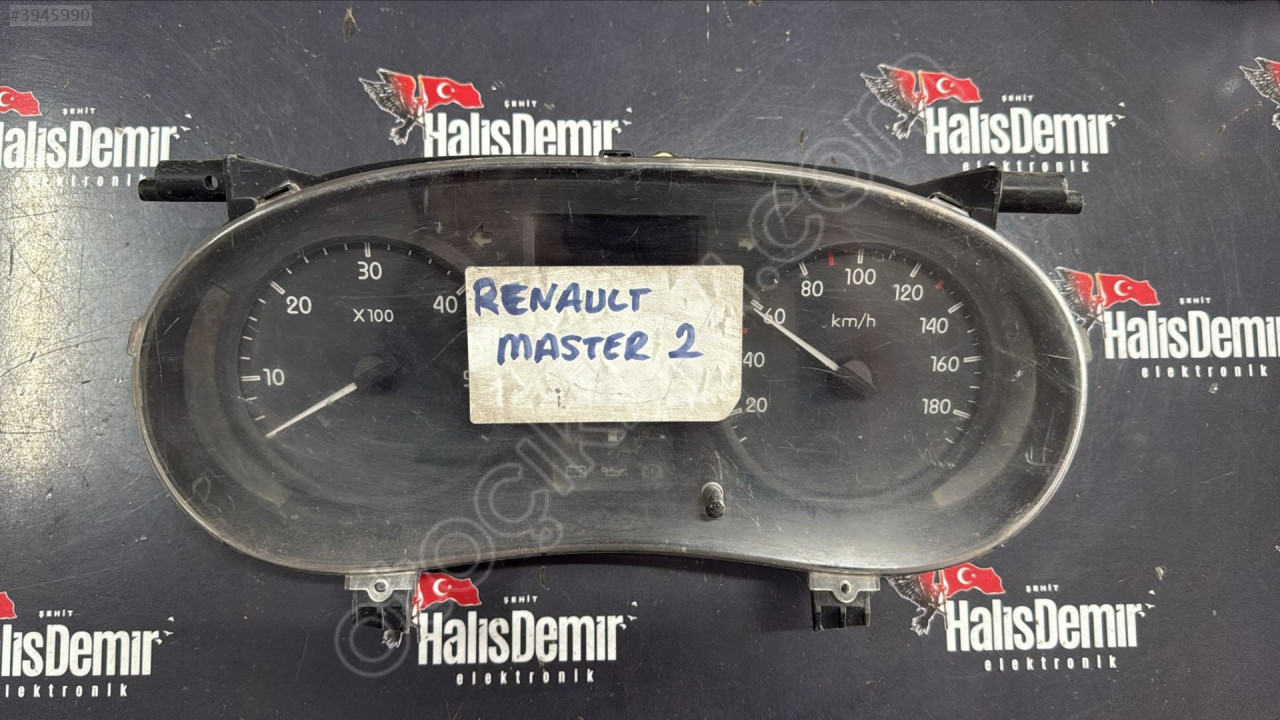 #3945990
ŞEHİT
HalisDemir
elektronik
ŞEHİT
HalisDemir
elektronik
ŞEHİT
HalisDemir
elektronik
30
20
40
X100
10
RENAULT
MASTER 2
80
100
120
60
km/h
140
40
160
20
180
ŞEHİT
HalisDemir
elektronik
ŞEHİT
HalisDemir
elektronik
ŞEHİT
HalisDemir
elektronik
ŞEHİT
HalisDemir
elektronik